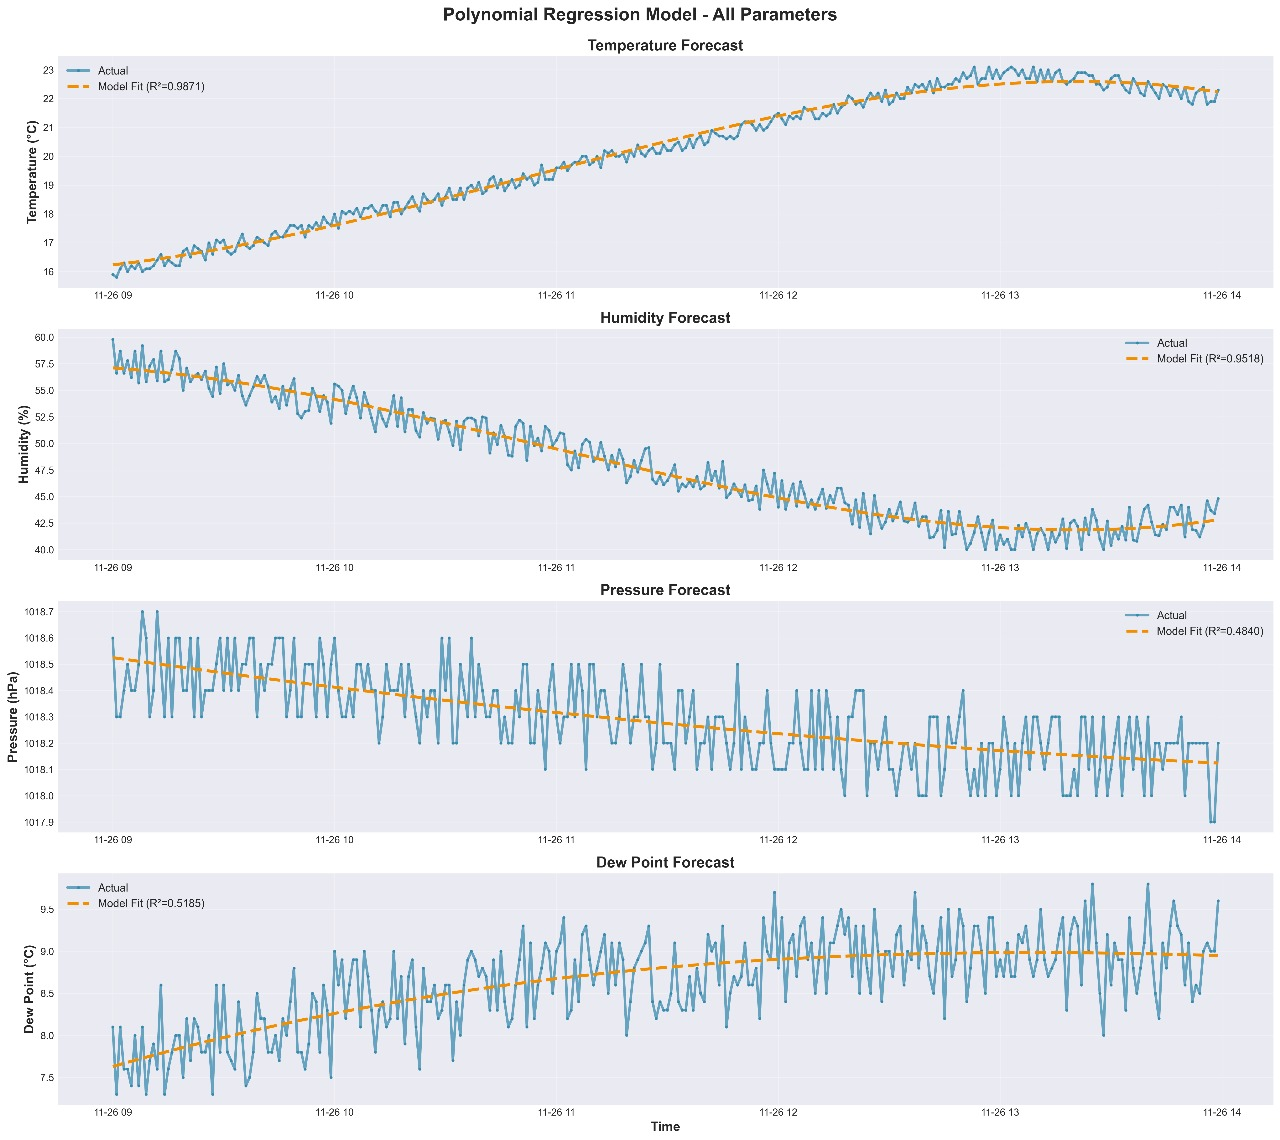 Polynomial Regression Model - All Parameters
Temperature Forecast
Actual
Model Fit (R²=0.9871)
Temperature (°C)
23
22
21
20
19
18
17
16
11-26 09 11-26 10 11-26 11 11-26 12 11-26 13 11-26 14
Humidity Forecast
Actual
Model Fit (R²=0.9518)
Humidity (%)
60.0
57.5
55.0
52.5
50.0
47.5
45.0
42.5
40.0
11-26 09 11-26 10 11-26 11 11-26 12 11-26 13 11-26 14
Pressure Forecast
Actual
Model Fit (R²=0.4840)
Pressure (hPa)
1018.7
1018.6
1018.5
1018.4
1018.3
1018.2
1018.1
1018.0
1017.9
11-26 09 11-26 10 11-26 11 11-26 12 11-26 13 11-26 14
Dew Point Forecast
Actual
Model Fit (R²=0.5185)
Dew Point (°C)
9.5
9.0
8.5
8.0
7.5
11-26 09 11-26 10 11-26 11 11-26 12 11-26 13 11-26 14
Time